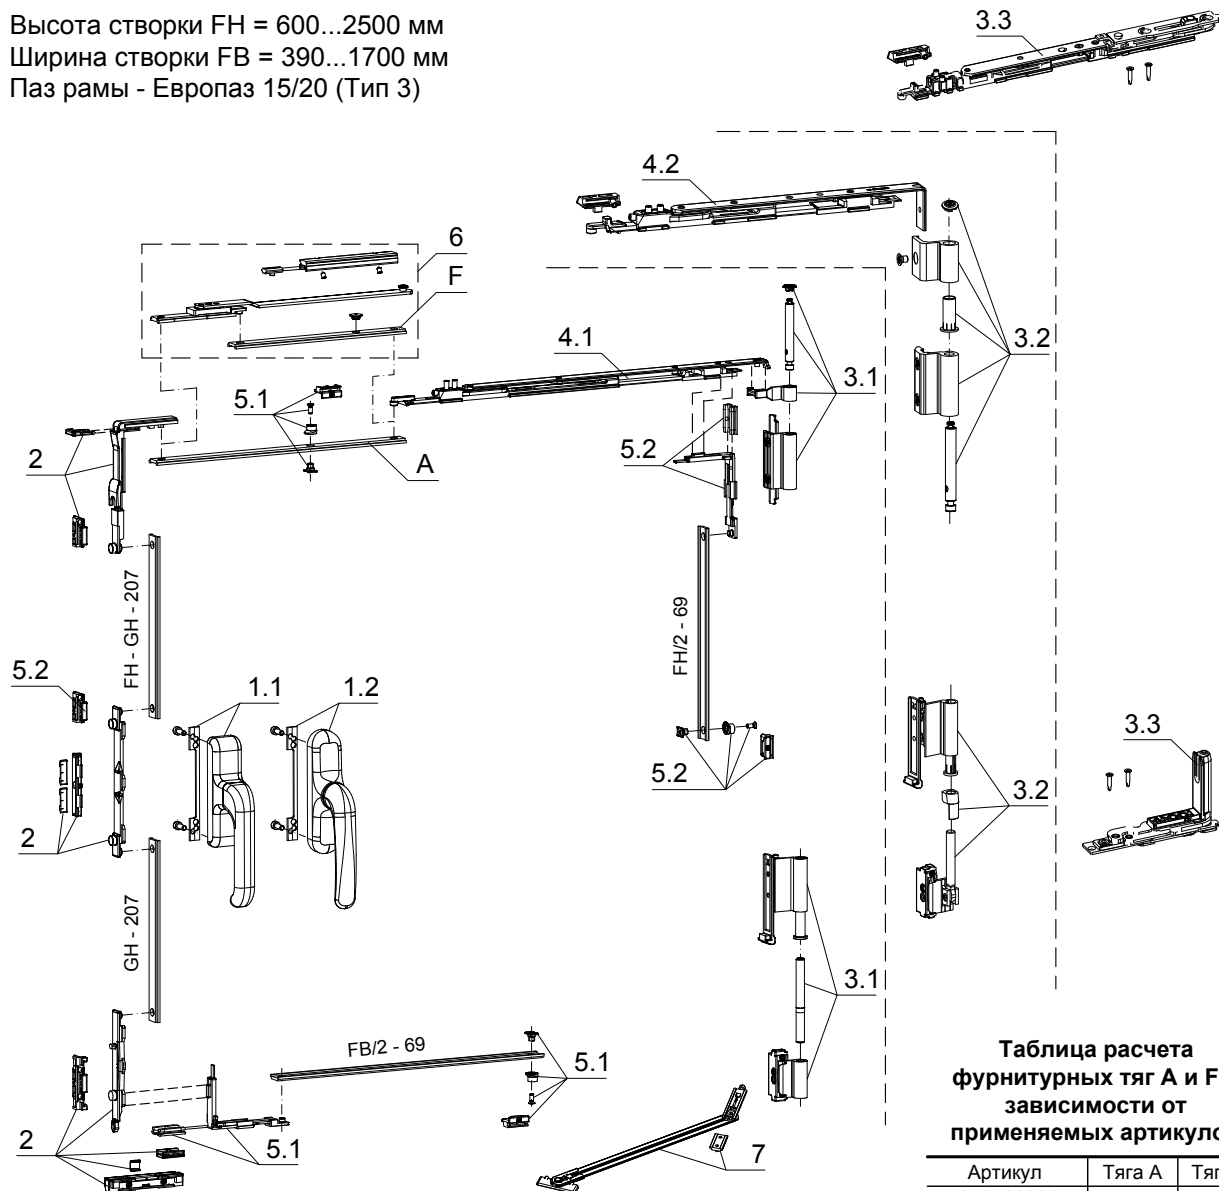 Высота створки FH = 600...2500 мм
Ширина створки FB = 390...1700 мм
Паз рамы - Европаз 15/20 (Тип 3)
3.3
4.2
6
F
3.2
4.1
3.1
5.1
2
A
5.2
FH - GH - 207
FH/2 - 69
5.2
1.1
1.2
3.3
5.2
3.2
2
GH - 207
3.1
FB/2 - 69
5.1
2
5.1
7
Таблица расчета
фурнитурных тяг А и F
зависимости от
применяемых артикуло
Артикул
Тяга А
Тяг